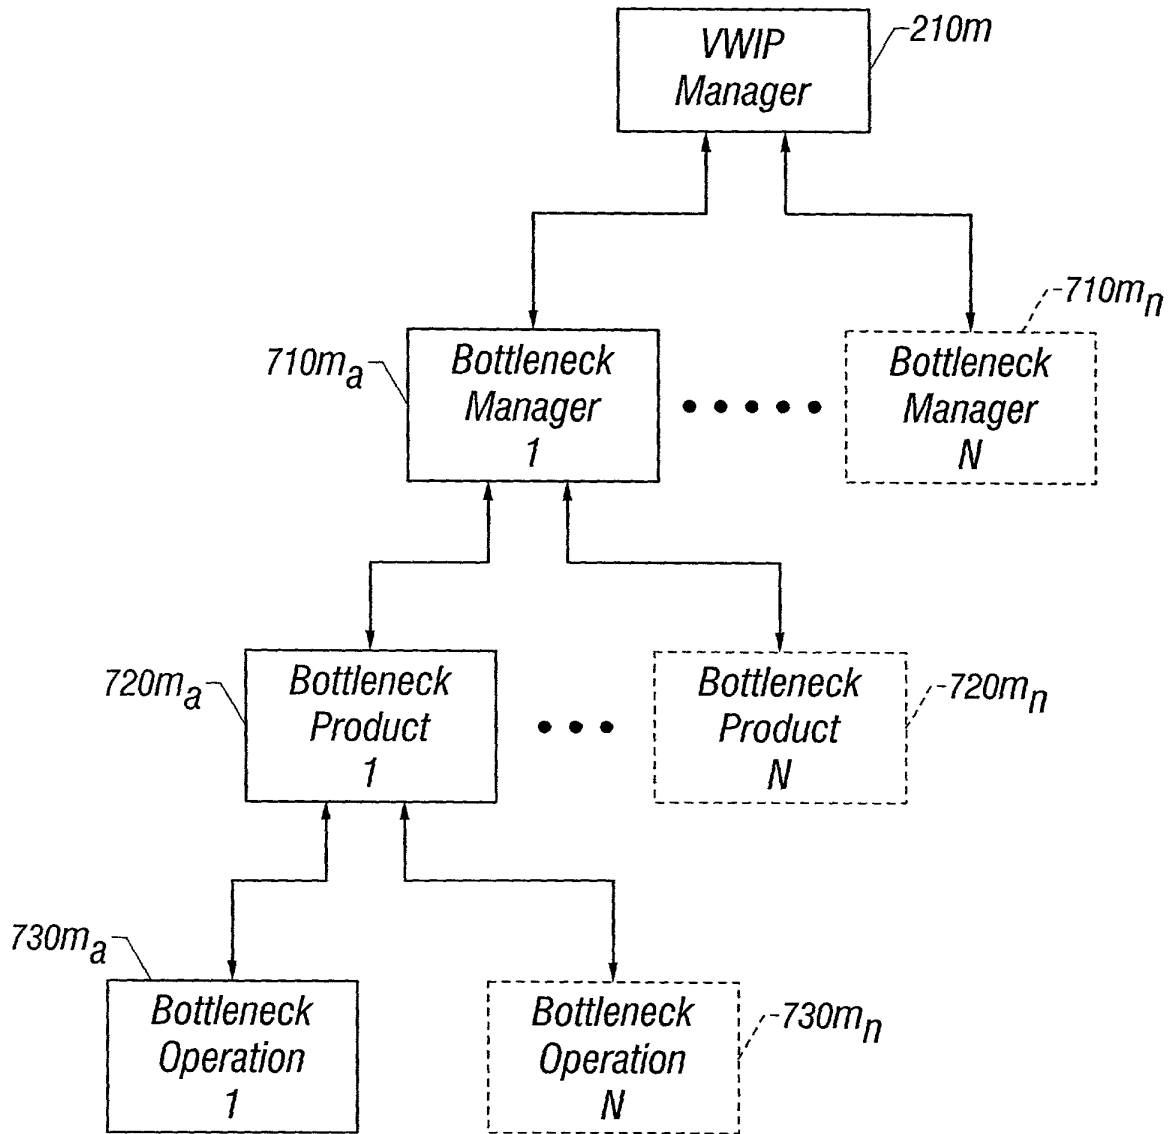 VWIP
Manager
210m
710mₐ
Bottleneck
Manager
1
710mₙ
Bottleneck
Manager
N
720mₐ
Bottleneck
Product
1
720mₙ
Bottleneck
Product
N
730mₐ
Bottleneck
Operation
1
730mₙ
Bottleneck
Operation
N